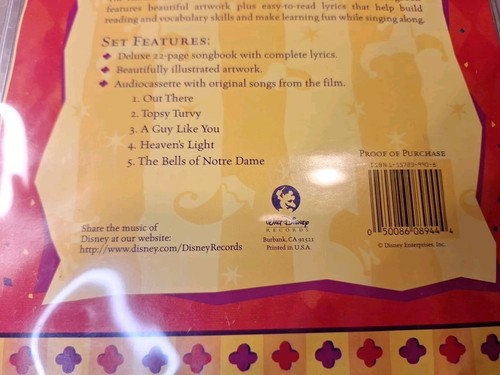 features beautiful artwork plus easy-to-read lyrics that help build
reading and vocabulary skills and make learning fun while singing along.
SET FEATURES:
Deluxe 22-page songbook with complete lyrics.
Beautifully illustrated artwork.
Audiocassette with original songs from the film.
1. Out There
2. Topsy Turvy
3. A Guy Like You
4. Heaven's Light
5. The Bells of Notre Dame
PROOF OF PURCHASE
0 50086 08944 4
© Disney Enterprises, Inc.
Walt Disney
RECORDS
Burbank, CA 91521
Printed in U.S.A.
Share the music of
Disney at our website:
http://www.disney.com/DisneyRecords